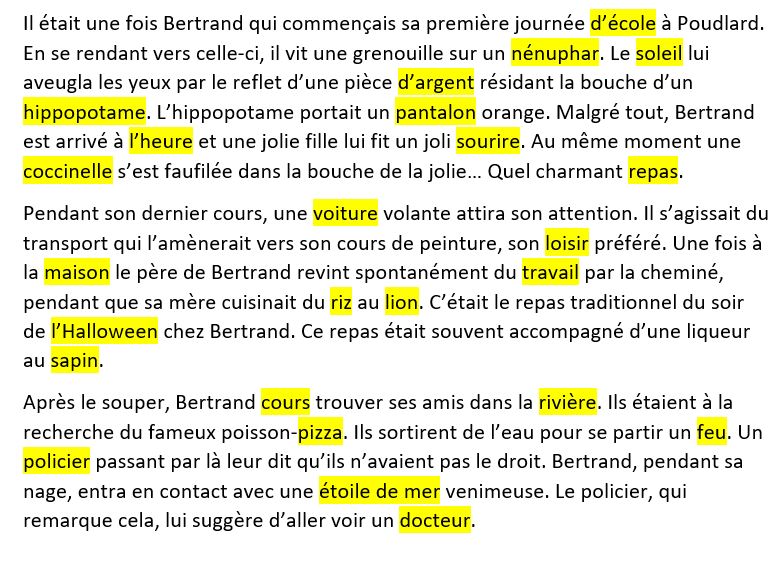 Il était une fois Bertrand qui commençais sa première journée d’école à Poudlard.
En se rendant vers celle-ci, il vit une grenouille sur un nénuphar. Le soleil lui
aveugla les yeux par le reflet d’une pièce d’argent résidant la bouche d’un
hippopotame. L’hippopotame portait un pantalon orange. Malgré tout, Bertrand
est arrivé à l’heure et une jolie fille lui fit un joli sourire. Au même moment une
coccinelle s’est faufilée dans la bouche de la jolie… Quel charmant repas.
Pendant son dernier cours, une voiture volante attira son attention. Il s’agissait du
transport qui l’amènerait vers son cours de peinture, son loisir préféré. Une fois à
la maison le père de Bertrand revint spontanément du travail par la cheminé,
pendant que sa mère cuisinait du riz au lion. C’était le repas traditionnel du soir
de l’Halloween chez Bertrand. Ce repas était souvent accompagné d’une liqueur
au sapin.
Après le souper, Bertrand cours trouver ses amis dans la rivière. Ils étaient à la
recherche du fameux poisson-pizza. Ils sortirent de l’eau pour se partir un feu. Un
policier passant par là leur dit qu’ils n’avaient pas le droit. Bertrand, pendant sa
nage, entra en contact avec une étoile de mer venimeuse. Le policier, qui
remarque cela, lui suggère d’aller voir un docteur.